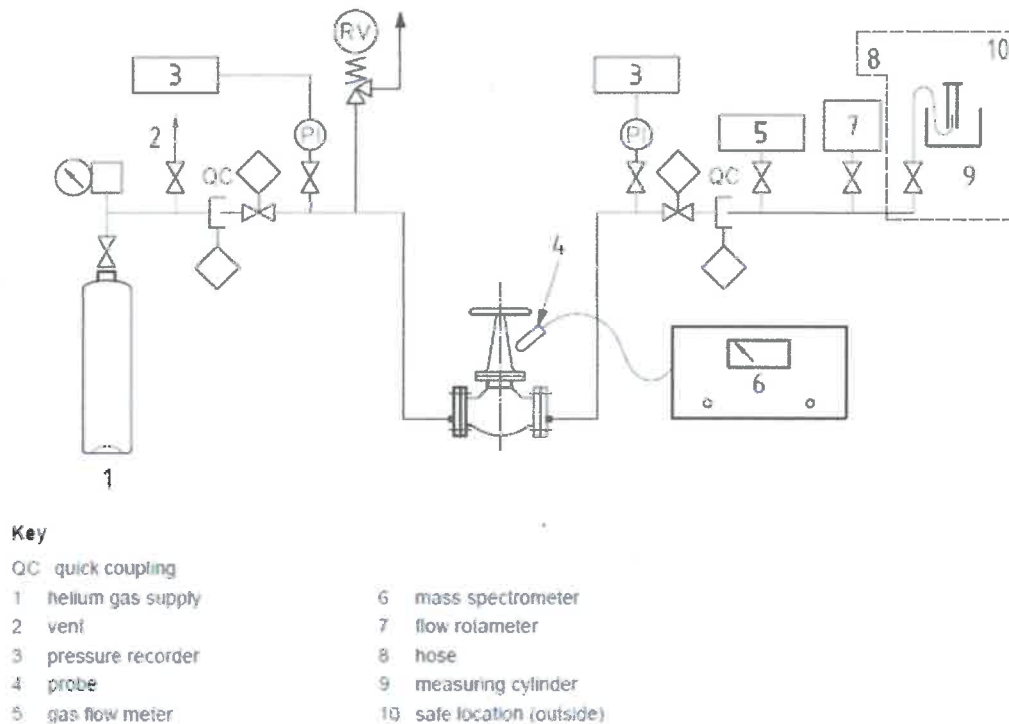 RV
3
3
8
10
2
PI
PI
5
7
QC
QC
9
4
6
1
Key
QC quick coupling
1 helium gas supply
2 vent
3 pressure recorder
4 probe
5 gas flow meter
6 mass spectrometer
7 flow rotameter
8 hose
9 measuring cylinder
10 safe location (outside)